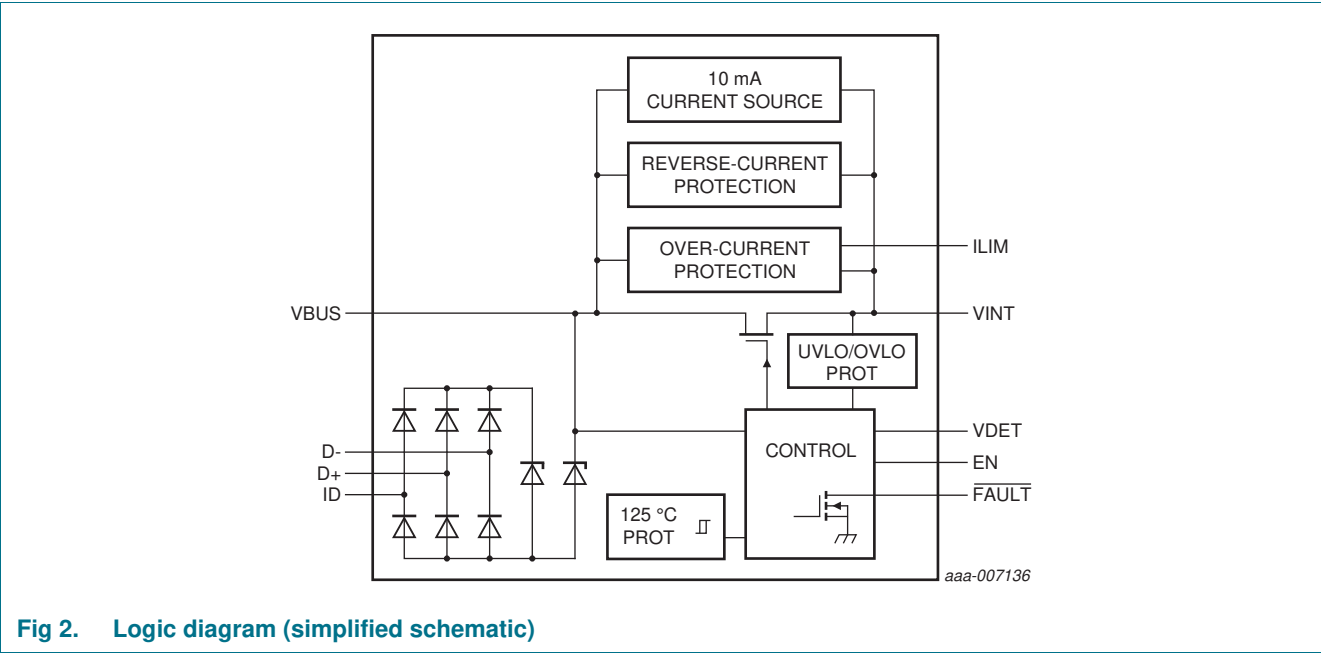 10 mA
CURRENT SOURCE
REVERSE-CURRENT
PROTECTION
OVER-CURRENT
PROTECTION
ILIM
VBUS
VINT
UVLO/OVLO
PROT
D-
D+
ID
CONTROL
VDET
EN
FAULT
125 °C
PROT
aaa-007136
Fig 2. Logic diagram (simplified schematic)